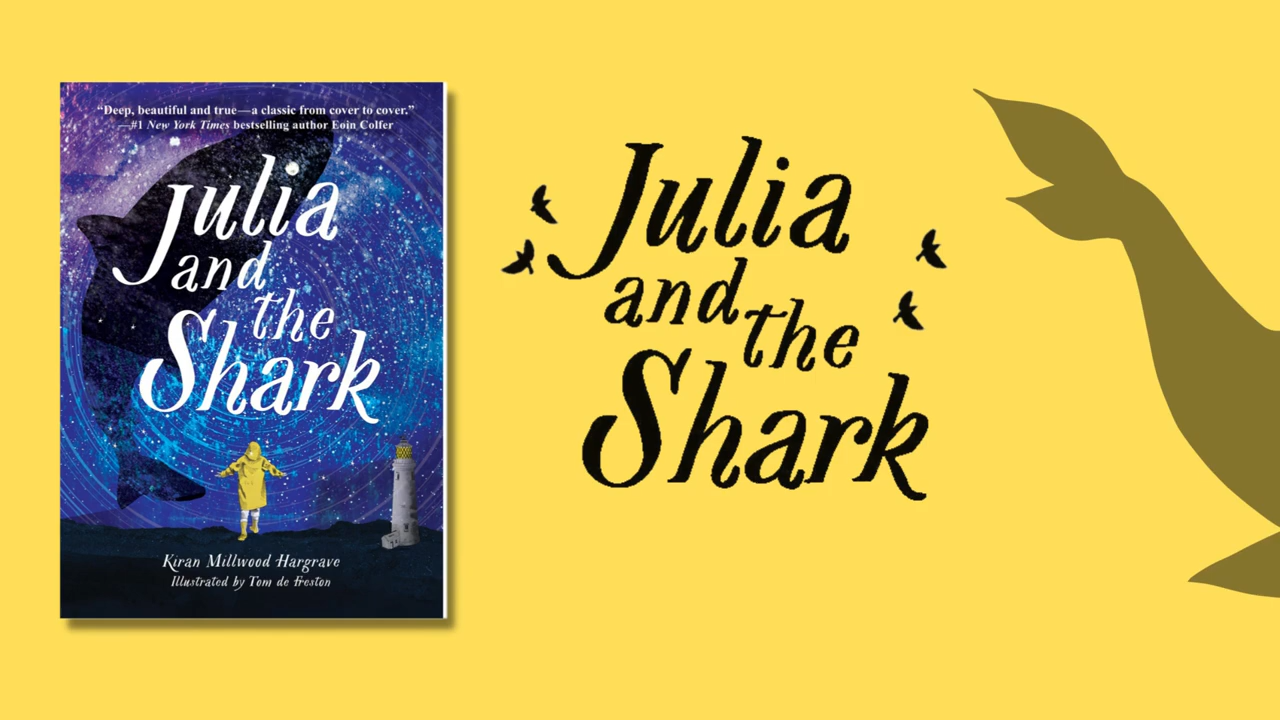 “Deep, beautiful and true—a classic from cover to cover.”
—#1 New York Times bestselling author Eoin Colfer
Julia
and
the
Shark
Kiran Millwood Hargrave
Illustrated by Tom de Freston
Julia
and the
Shark